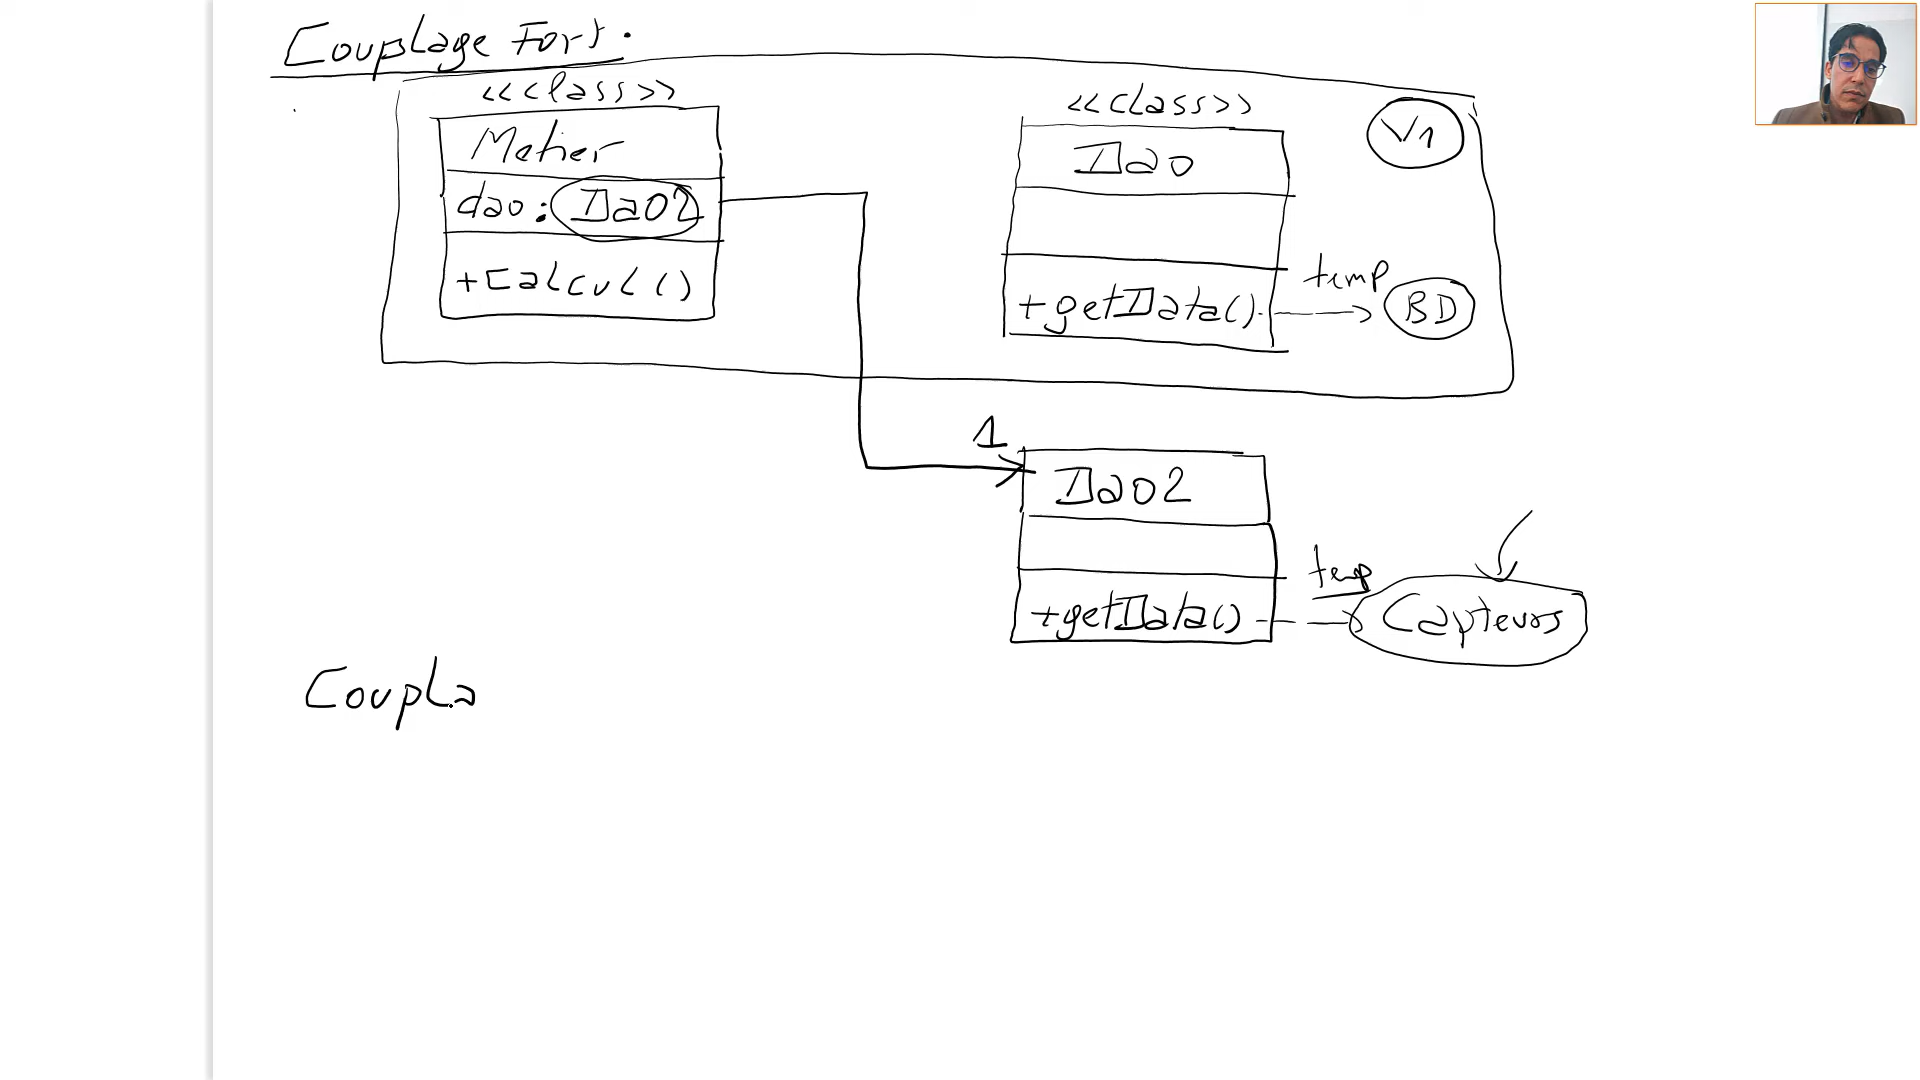 Couplage Fort.
<<class>>
Metier
dao: Dao2
+Calcul()
<<class>>
Dao
+getData()
temp
BD
V1
1
Dao2
+getData()
temp
Capteurs
Coupla